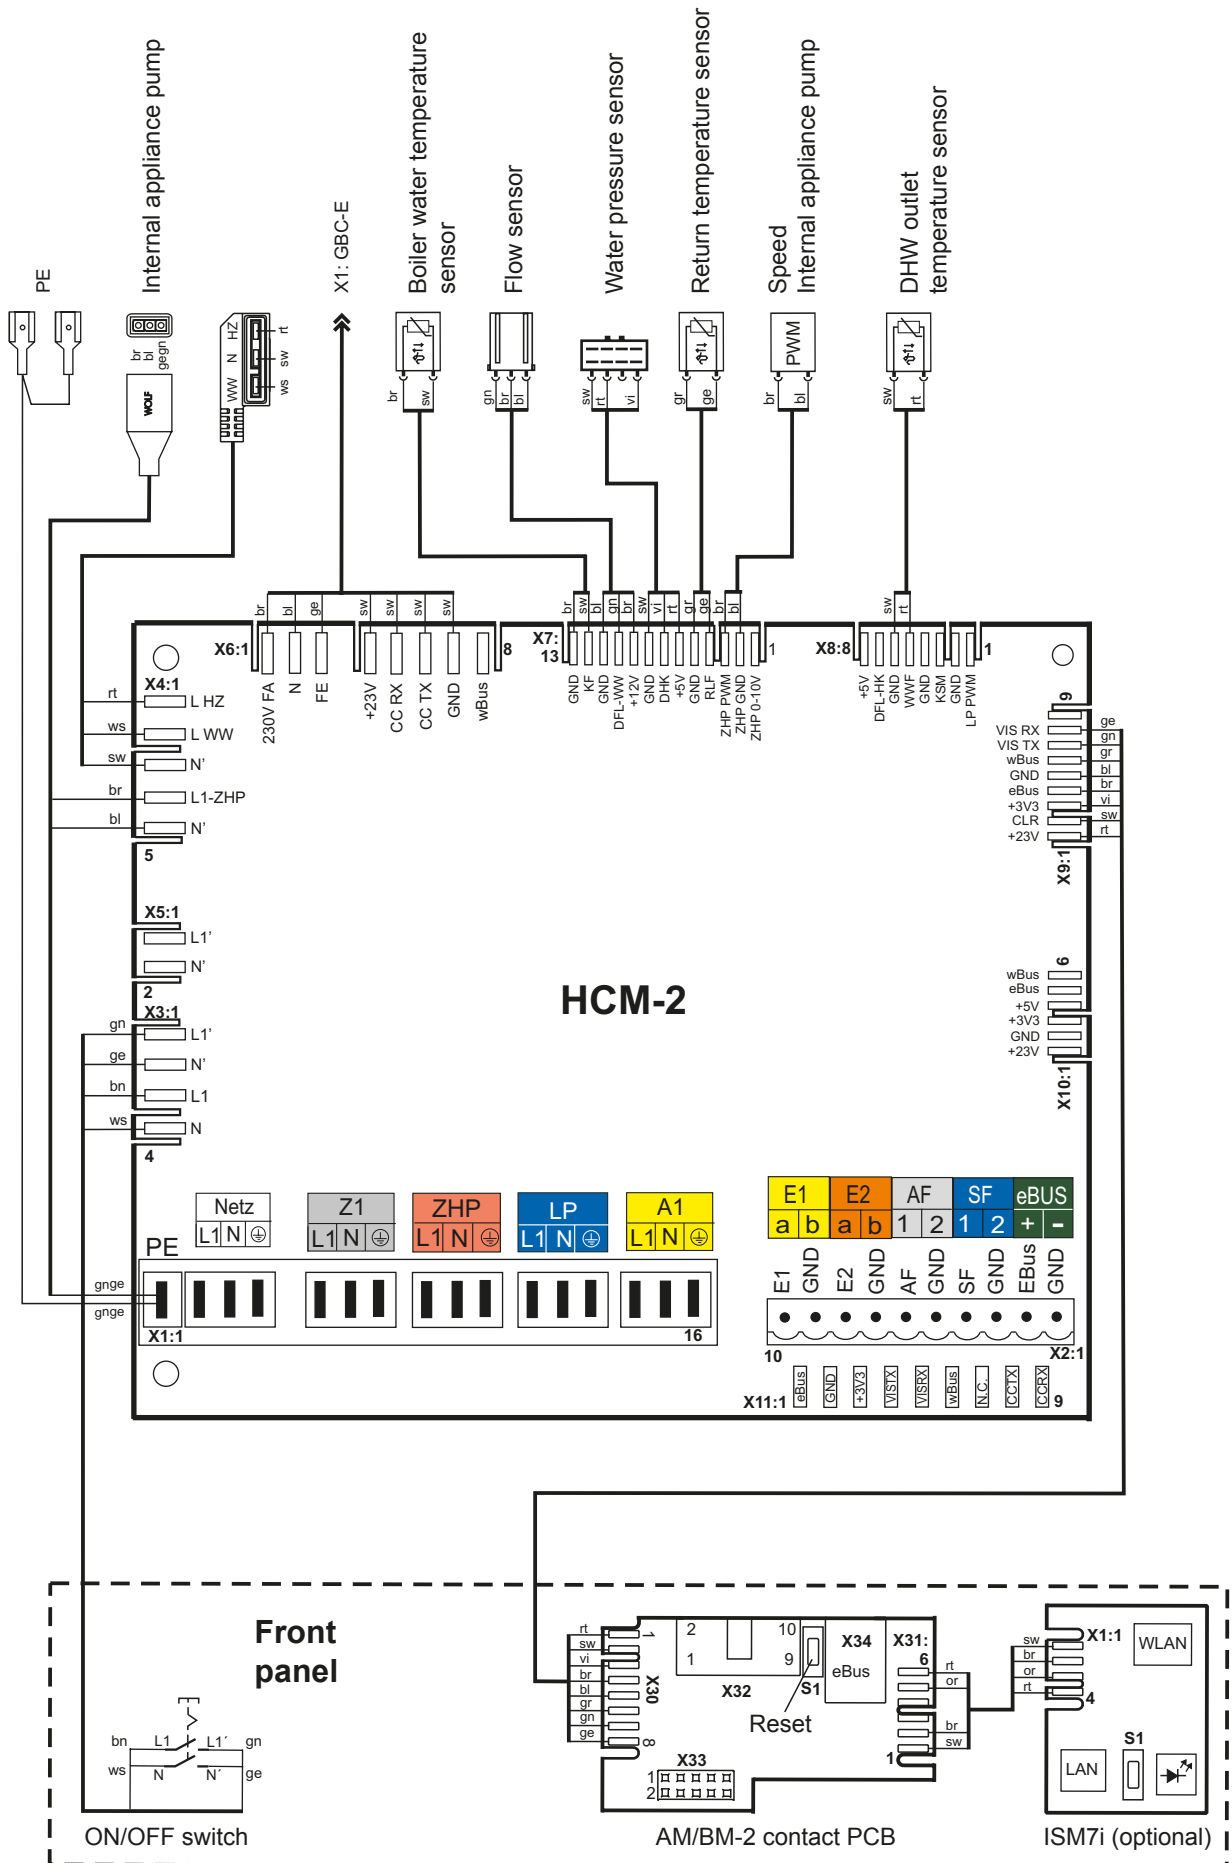 PE
Internal appliance pump
X1: GBC-E
Boiler water temperature
sensor
Flow sensor
Water pressure sensor
Return temperature sensor
Speed
Internal appliance pump
DHW outlet
temperature sensor
br
bl
gegn
WOLF
WW N HZ
ws sw rt
br sw
gn br bl
sw rt vi
gr ge
PWM
br bl
sw rt
X6:1
br bl ge sw sw sw sw
230V FA
N
FE
+23V
CC RX
CC TX
GND
wBus
8
X7:
13
br sw bl gn br sw vi rt gr ge br bl
GND
KF
GND
DFL-WW
+12V
GND
DHK
+5V
GND
RLF
ZHP PWM
ZHP GND
ZHP 0-10V
1
X8:8
sw rt
+5V
DFL-HK
GND
WWF
GND
KSM
GND
LP PWM
1
X4:1
rt L HZ
ws L WW
sw N'
br L1-ZHP
bl N'
5
X5:1
L1'
N'
2
X3:1
gn L1'
ge N'
bn L1
ws N
4
9
VIS RX ge
VIS TX gn
wBus gr
GND bl
eBus br
+3V3 vi
CLR sw
+23V rt
X9:1
6
wBus
eBus
+5V
+3V3
GND
+23V
X10:1
HCM-2
Netz Z1 ZHP LP A1
L1 N L1 N L1 N L1 N L1 N
PE
gnge
gnge
X1:1 16
E1 E2 AF SF eBUS
a b a b 1 2 1 2 + -
E1 GND E2 GND AF GND SF GND EBus GND
10 X2:1
X11:1 eBus GND +3V3 VISTX VISRX wBus N.C. CCTX CCRX 9
Front
panel
bn L1 L1´ gn
ws N N´ ge
ON/OFF switch
rt
sw
vi
br
bl
gr
gn
ge
1
X30
8
2 10
1 9
X32
S1
Reset
X34
eBus
X31:
6
rt
or
br
sw
1
X33
1
2
AM/BM-2 contact PCB
sw
br
or
rt
X1:1
4
WLAN
S1
LAN
ISM7i (optional)